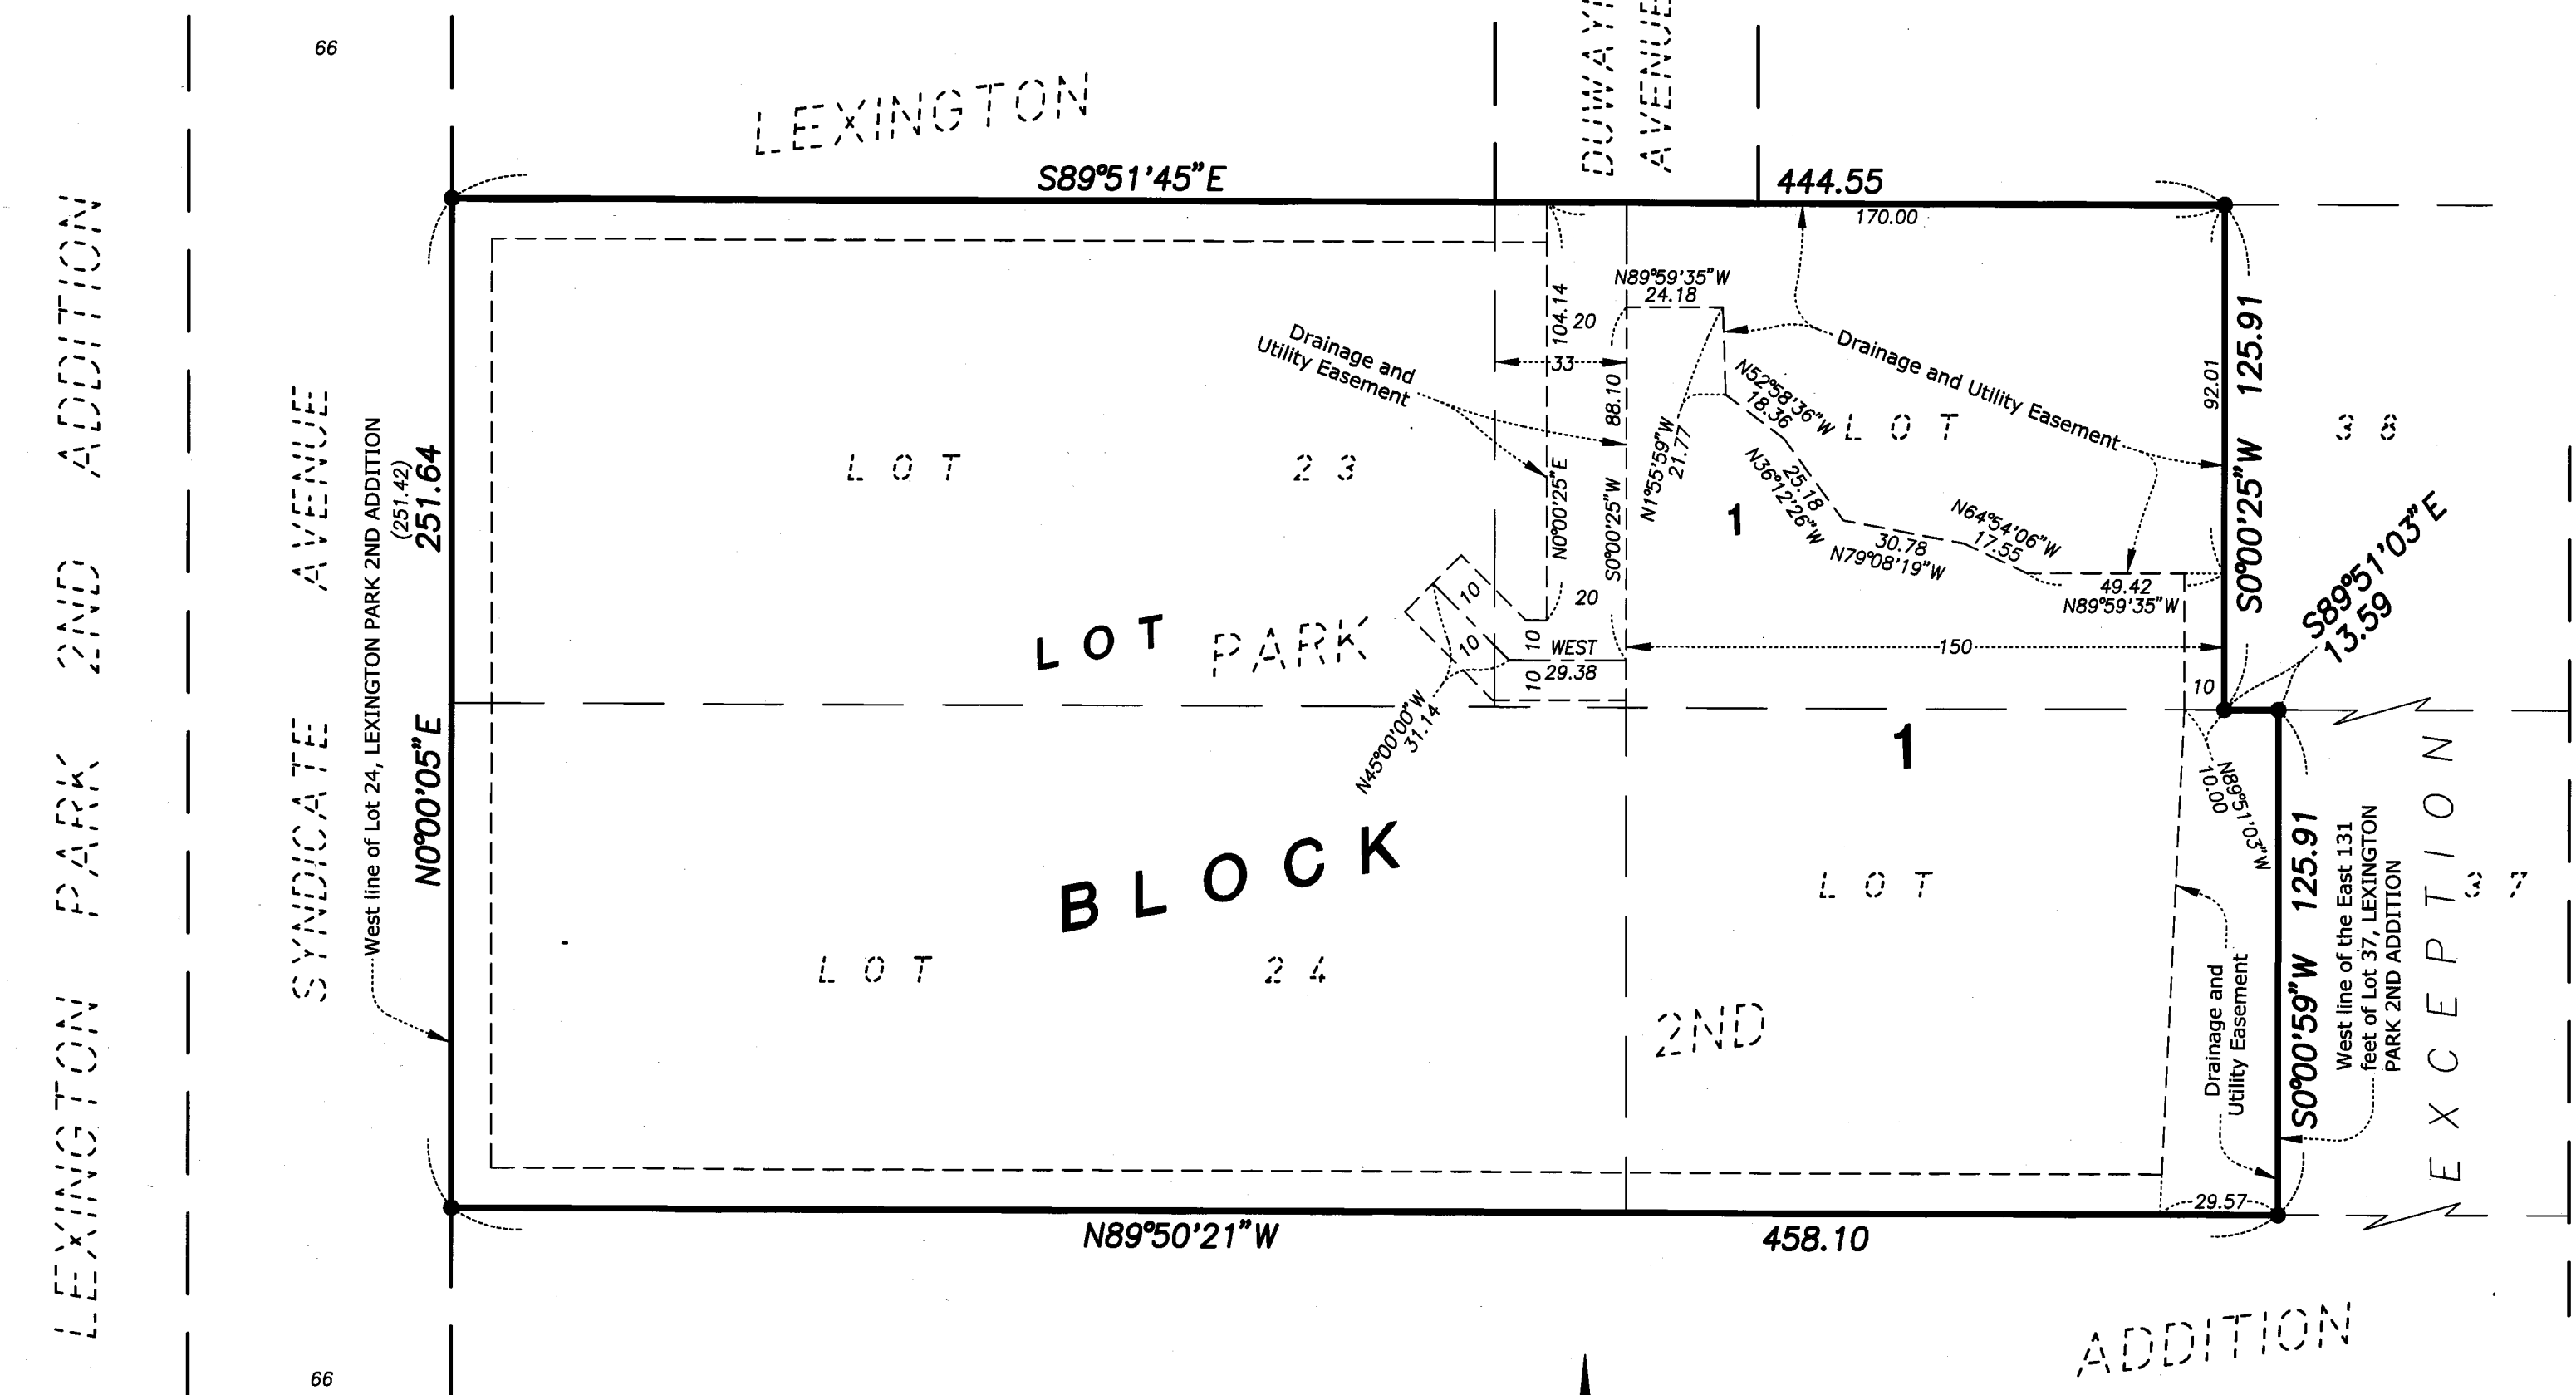 66
LEXINGTON
AVENUE
S89°51'45"E
444.55
170.00
LEXINGTON PARK 2ND ADDITION
SYNDICATE AVENUE
West line of Lot 24, LEXINGTON PARK 2ND ADDITION
(251.42)
251.64
N0°00'05"E
LOT 23
Drainage and
Utility Easement
33
104.14
N0°00'25"E
20
88.10
S0°00'25"W
20
N89°59'35"W
24.18
N1°55'59"W
21.77
N52°58'36"W
18.36
25.18
N36°12'26"W
30.78
N79°08'19"W
N64°54'06"W
17.55
49.42
N89°59'35"W
Drainage and Utility Easement
LOT 38
92.01
S0°00'25"W 125.91
S89°51'03"E
13.59
LOT 1
PARK
10
10
10
10
WEST
29.38
N45°00'00"W
31.14
150
10
BLOCK 1
N89°51'03"W
10.00
LOT 37
LOT 24
2ND
Drainage and
Utility Easement
S0°00'59"W 125.91
West line of the East 131
feet of Lot 37, LEXINGTON
PARK 2ND ADDITION
EXCEPTION
29.57
N89°50'21"W
458.10
ADDITION
66